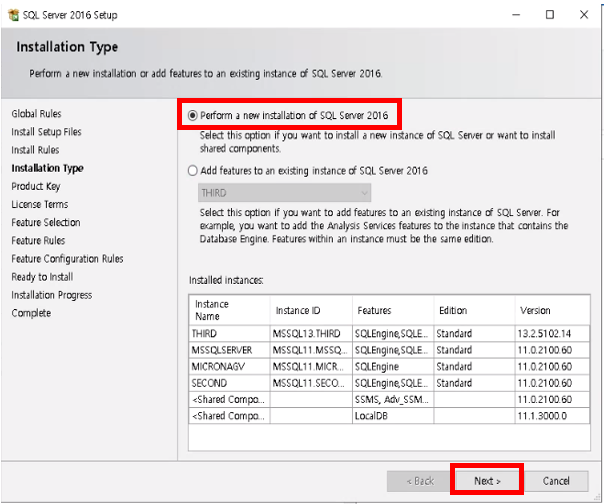 SQL Server 2016 Setup
Installation Type
Perform a new installation or add features to an existing instance of SQL Server 2016.
Global Rules
Install Setup Files
Install Rules
Installation Type
Product Key
License Terms
Feature Selection
Feature Rules
Feature Configuration Rules
Ready to Install
Installation Progress
Complete
Perform a new installation of SQL Server 2016
Select this option if you want to install a new instance of SQL Server or want to install
shared components.
Add features to an existing instance of SQL Server 2016
THIRD
Select this option if you want to add features to an existing instance of SQL Server. For
example, you want to add the Analysis Services features to the instance that contains the
Database Engine. Features within an instance must be the same edition.
Installed instances:
Instance Name Instance ID Features Edition Version
THIRD MSSQL13.THIRD SQLEngine,SQLE... Standard 13.2.5102.14
MSSQLSERVER MSSQL11.MSSQ... SQLEngine,SQLE... Standard 11.0.2100.60
MICRONAGV MSSQL11.MICR... SQLEngine Standard 11.0.2100.60
SECOND MSSQL11.SECO... SQLEngine,SQLE... Standard 11.0.2100.60
<Shared Compo... SSMS, Adv_SSM... 11.0.2100.60
<Shared Compo... LocalDB 11.1.3000.0
< Back Next > Cancel